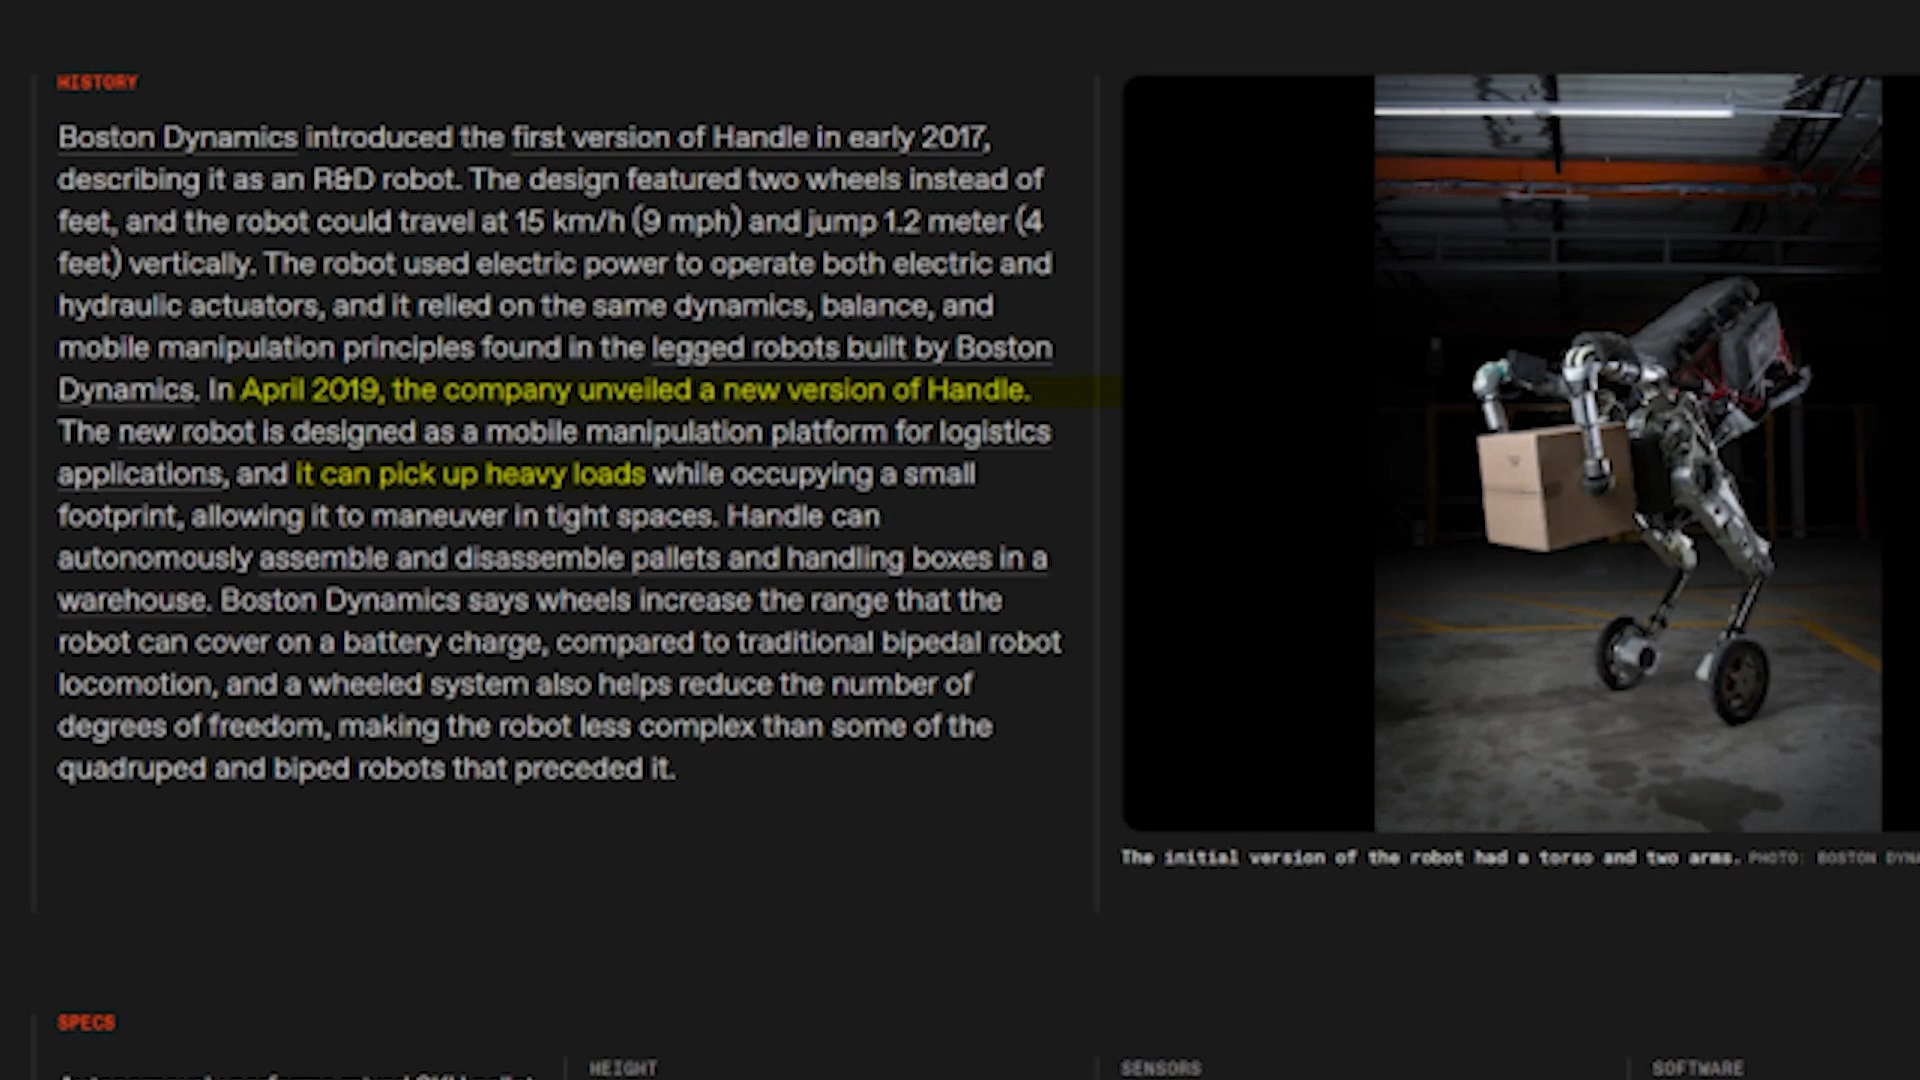 HISTORY
Boston Dynamics introduced the first version of Handle in early 2017,
describing it as an R&D robot. The design featured two wheels instead of
feet, and the robot could travel at 15 km/h (9 mph) and jump 1.2 meter (4
feet) vertically. The robot used electric power to operate both electric and
hydraulic actuators, and it relied on the same dynamics, balance, and
mobile manipulation principles found in the legged robots built by Boston
Dynamics. In April 2019, the company unveiled a new version of Handle.
The new robot is designed as a mobile manipulation platform for logistics
applications, and it can pick up heavy loads while occupying a small
footprint, allowing it to maneuver in tight spaces. Handle can
autonomously assemble and disassemble pallets and handling boxes in a
warehouse. Boston Dynamics says wheels increase the range that the
robot can cover on a battery charge, compared to traditional bipedal robot
locomotion, and a wheeled system also helps reduce the number of
degrees of freedom, making the robot less complex than some of the
quadruped and biped robots that preceded it.
The initial version of the robot had a torso and two arms. PHOTO: BOSTON DYNA
SPECS
HEIGHT
SENSORS
SOFTWARE